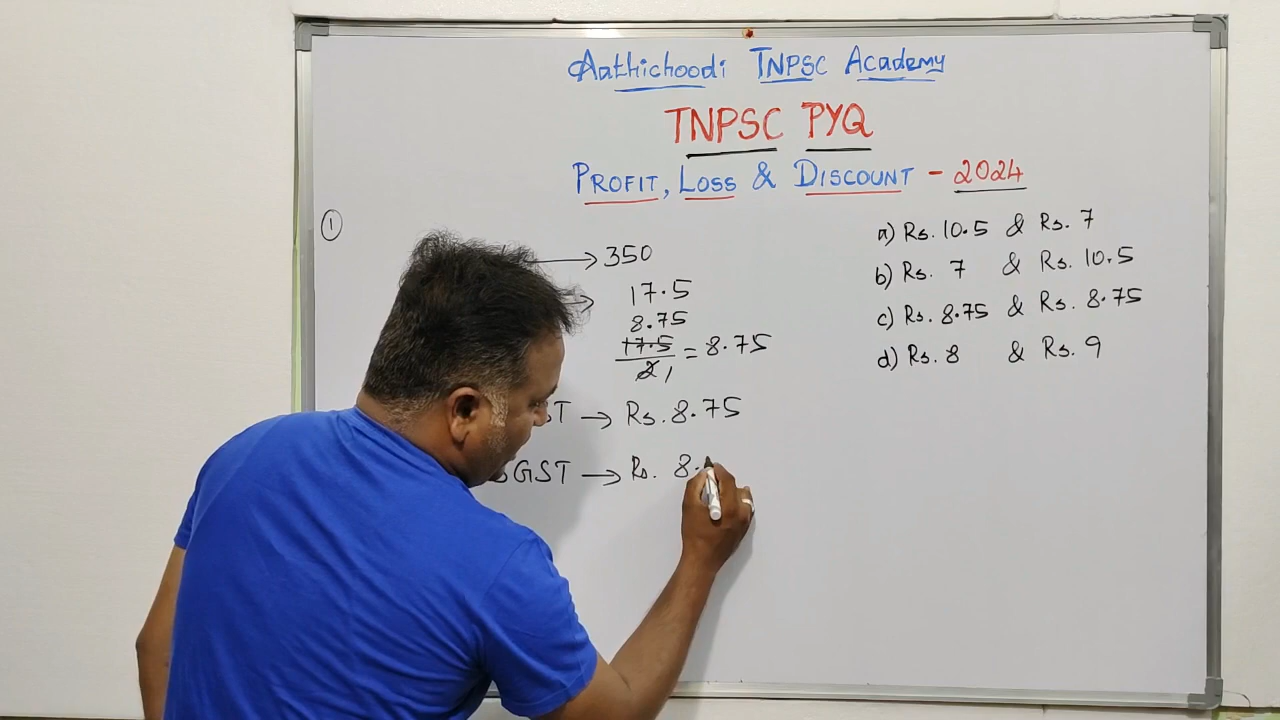 Aathichoodi TNPSC Academy
TNPSC PYQ
PROFIT, LOSS & DISCOUNT - 2024
1
→ 350
→ 17.5
8.75
17.5
2 1 = 8.75
ST → Rs. 8.75
SGST → Rs. 8.
a) Rs. 10.5 & Rs. 7
b) Rs. 7 & Rs. 10.5
c) Rs. 8.75 & Rs. 8.75
d) Rs. 8 & Rs. 9